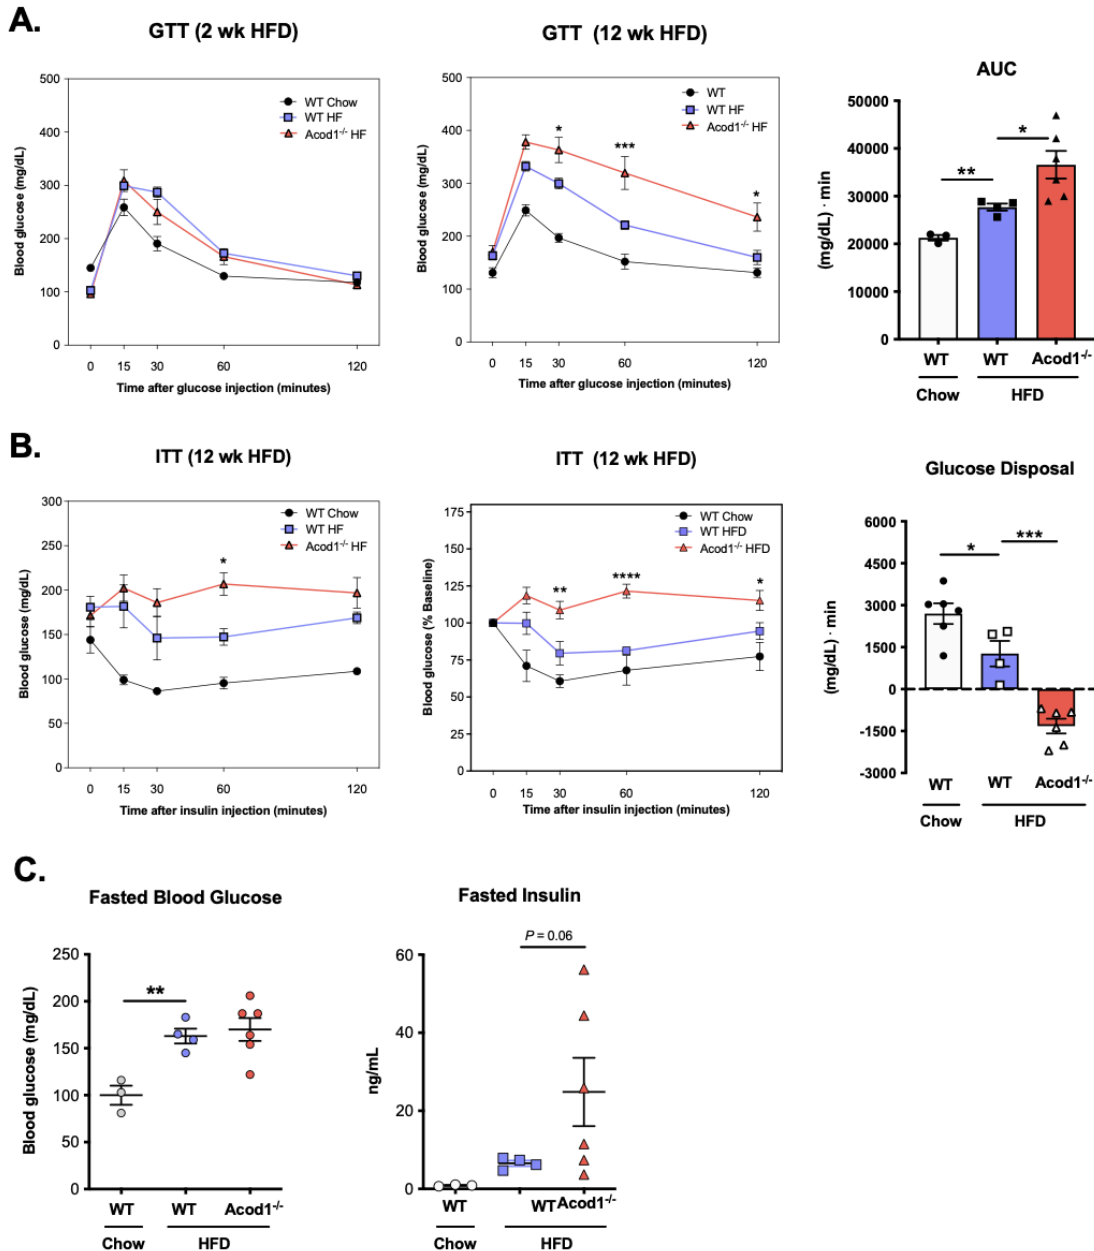 A.
GTT (2 wk HFD)
500
400
300
200
100
0
Blood glucose (mg/dL)
WT Chow
WT HF
Acod1-/- HF
0 15 30 60 120
Time after glucose injection (minutes)
GTT (12 wk HFD)
500
400
300
200
100
0
Blood glucose (mg/dL)
WT
WT HF
Acod1-/- HF
* *** *
0 15 30 60 120
Time after glucose injection (minutes)
AUC
50000
40000
30000
20000
10000
0
(mg/dL) · min
** *
WT WT Acod1-/-
Chow HFD
B.
ITT (12 wk HFD)
300
250
200
150
100
50
0
Blood glucose (mg/dL)
WT Chow
WT HF
Acod1-/- HF
*
0 15 30 60 120
Time after insulin injection (minutes)
ITT (12 wk HFD)
175
150
125
100
75
50
25
0
Blood glucose (% Baseline)
WT Chow
WT HFD
Acod1-/- HFD
** **** *
0 15 30 60 120
Time after insulin injection (minutes)
Glucose Disposal
6000
4500
3000
1500
0
-1500
-3000
(mg/dL) · min
* ***
WT WT Acod1-/-
Chow HFD
C.
Fasted Blood Glucose
250
200
150
100
50
0
Blood glucose (mg/dL)
**
WT WT Acod1-/-
Chow HFD
Fasted Insulin
60
40
20
0
ng/mL
P = 0.06
WT WT Acod1-/-
Chow HFD